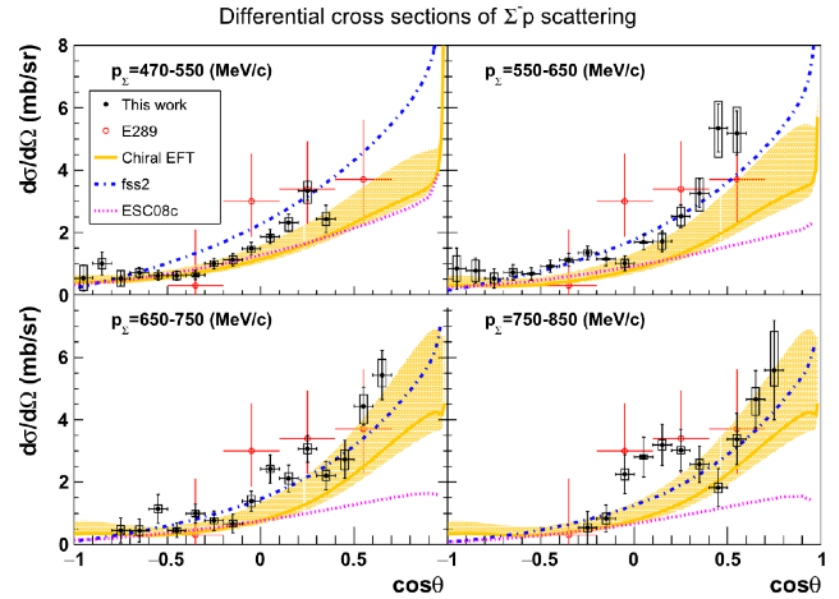 Differential cross sections of Σ⁻p scattering
dσ/dΩ (mb/sr)
8
6
4
2
0
p_Σ=470-550 (MeV/c)
This work
E289
Chiral EFT
fss2
ESC08c
p_Σ=550-650 (MeV/c)
dσ/dΩ (mb/sr)
6
4
2
0
p_Σ=650-750 (MeV/c)
p_Σ=750-850 (MeV/c)
−1 −0.5 0 0.5 −1 −0.5 0 0.5 1
cosθ cosθ